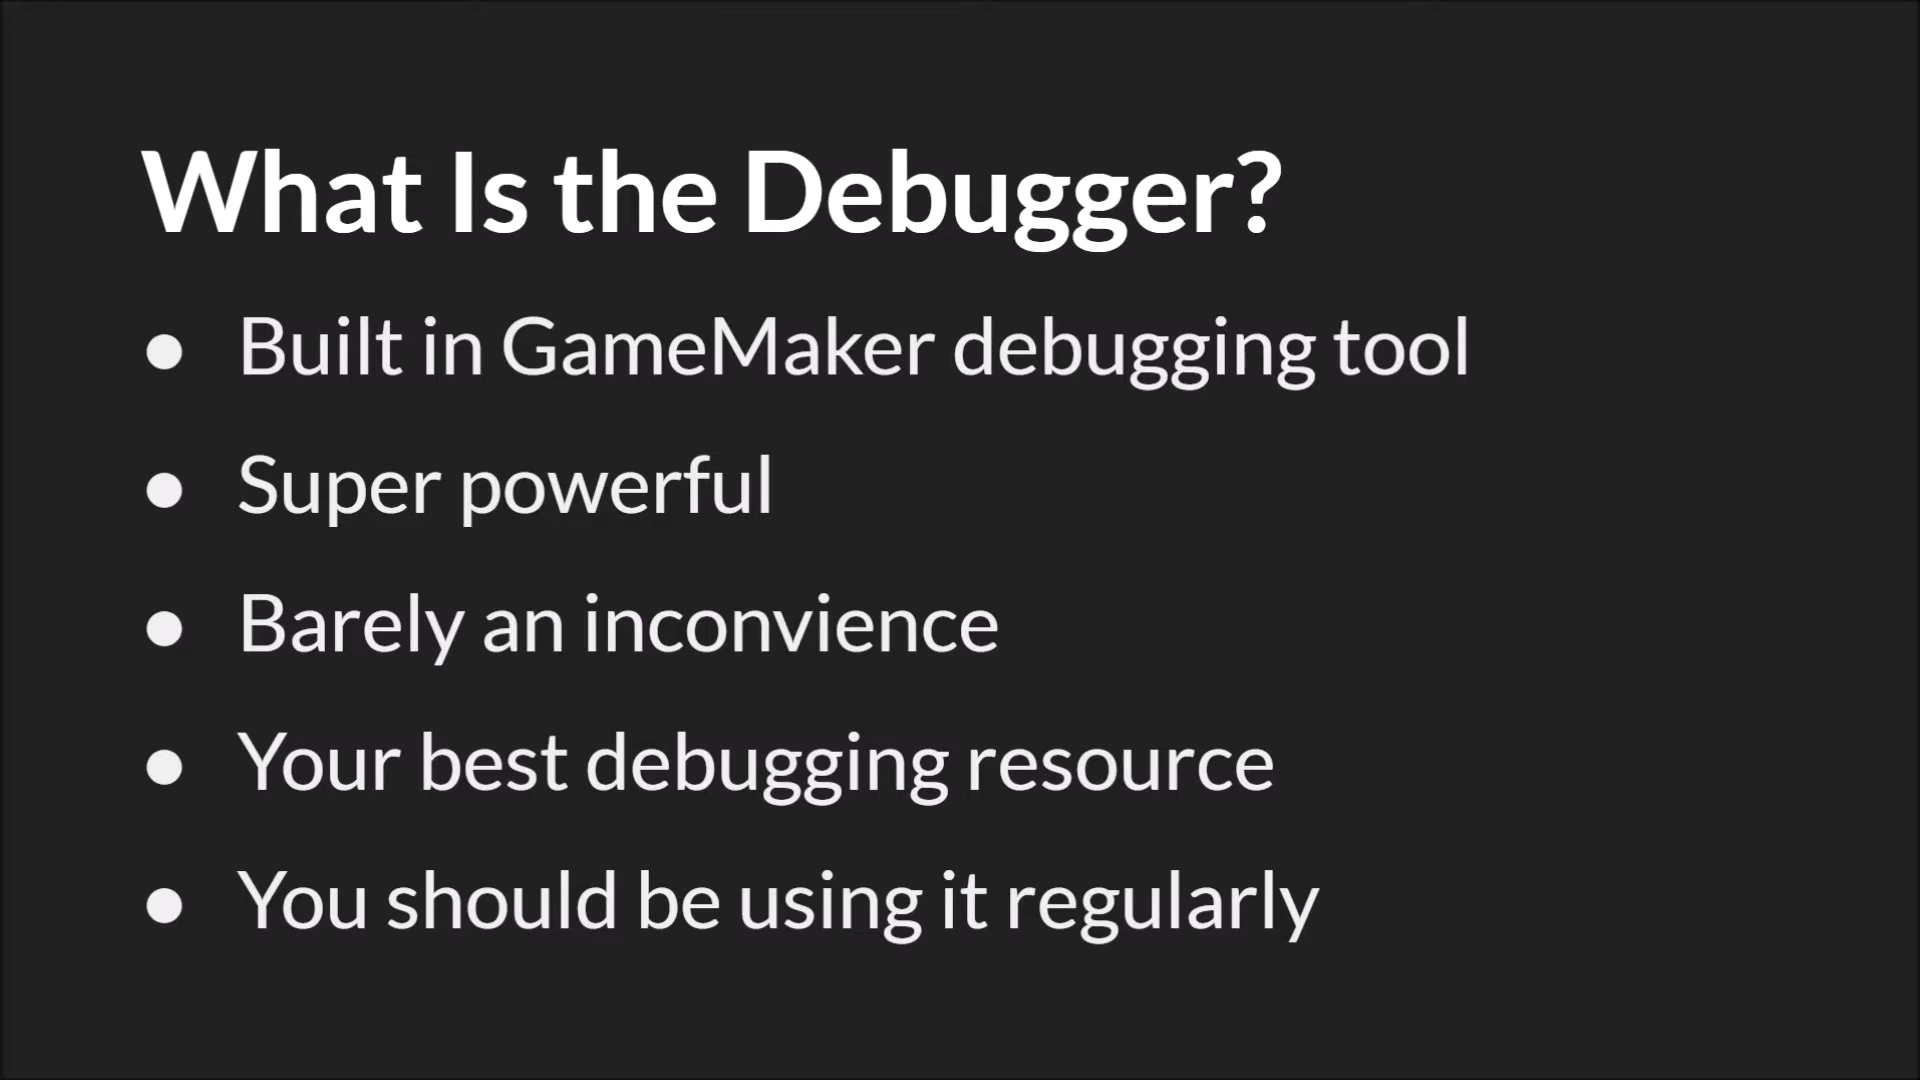 What Is the Debugger?
● Built in GameMaker debugging tool
● Super powerful
● Barely an inconvience
● Your best debugging resource
● You should be using it regularly